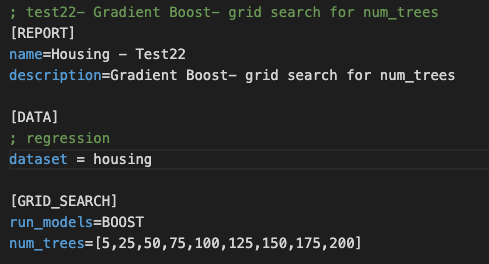 ; test22- Gradient Boost- grid search for num_trees
[REPORT]
name=Housing - Test22
description=Gradient Boost- grid search for num_trees
[DATA]
; regression
dataset = housing
[GRID_SEARCH]
run_models=BOOST
num_trees=[5,25,50,75,100,125,150,175,200]